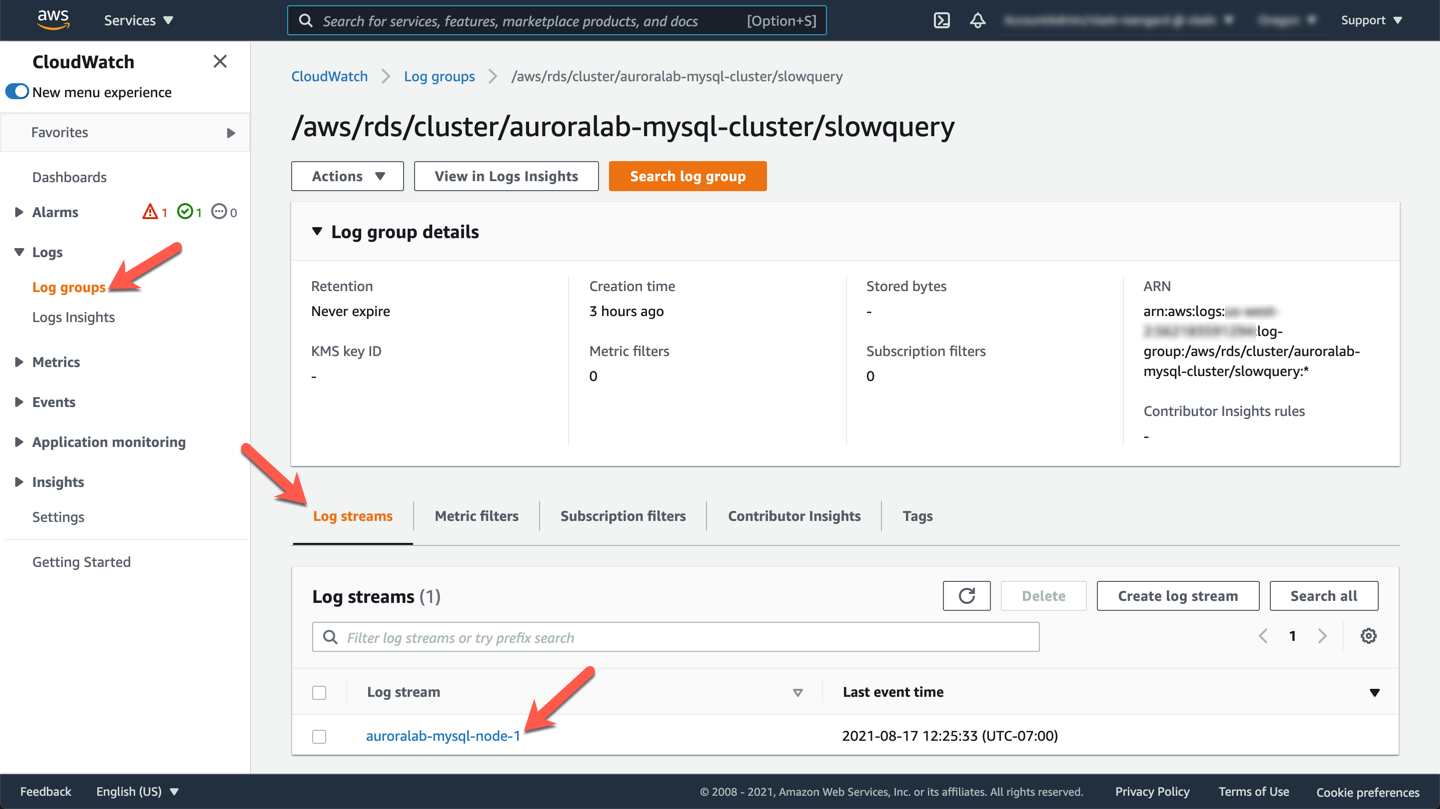 aws
Services
Search for services, features, marketplace products, and docs [Option+S]
Support
CloudWatch
New menu experience
Favorites
Dashboards
Alarms 1 1 0
Logs
Log groups
Logs Insights
Metrics
Events
Application monitoring
Insights
Settings
Getting Started
CloudWatch Log groups /aws/rds/cluster/auroralab-mysql-cluster/slowquery
/aws/rds/cluster/auroralab-mysql-cluster/slowquery
Actions View in Logs Insights Search log group
Log group details
Retention
Never expire
KMS key ID
-
Creation time
3 hours ago
Metric filters
0
Stored bytes
-
Subscription filters
0
ARN
arn:aws:logs:
log-
group:/aws/rds/cluster/auroralab-
mysql-cluster/slowquery:*
Contributor Insights rules
-
Log streams Metric filters Subscription filters Contributor Insights Tags
Log streams (1)
Delete Create log stream Search all
Filter log streams or try prefix search
1
Log stream Last event time
auroralab-mysql-node-1 2021-08-17 12:25:33 (UTC-07:00)
Feedback English (US) © 2008 - 2021, Amazon Web Services, Inc. or its affiliates. All rights reserved. Privacy Policy Terms of Use Cookie preferences